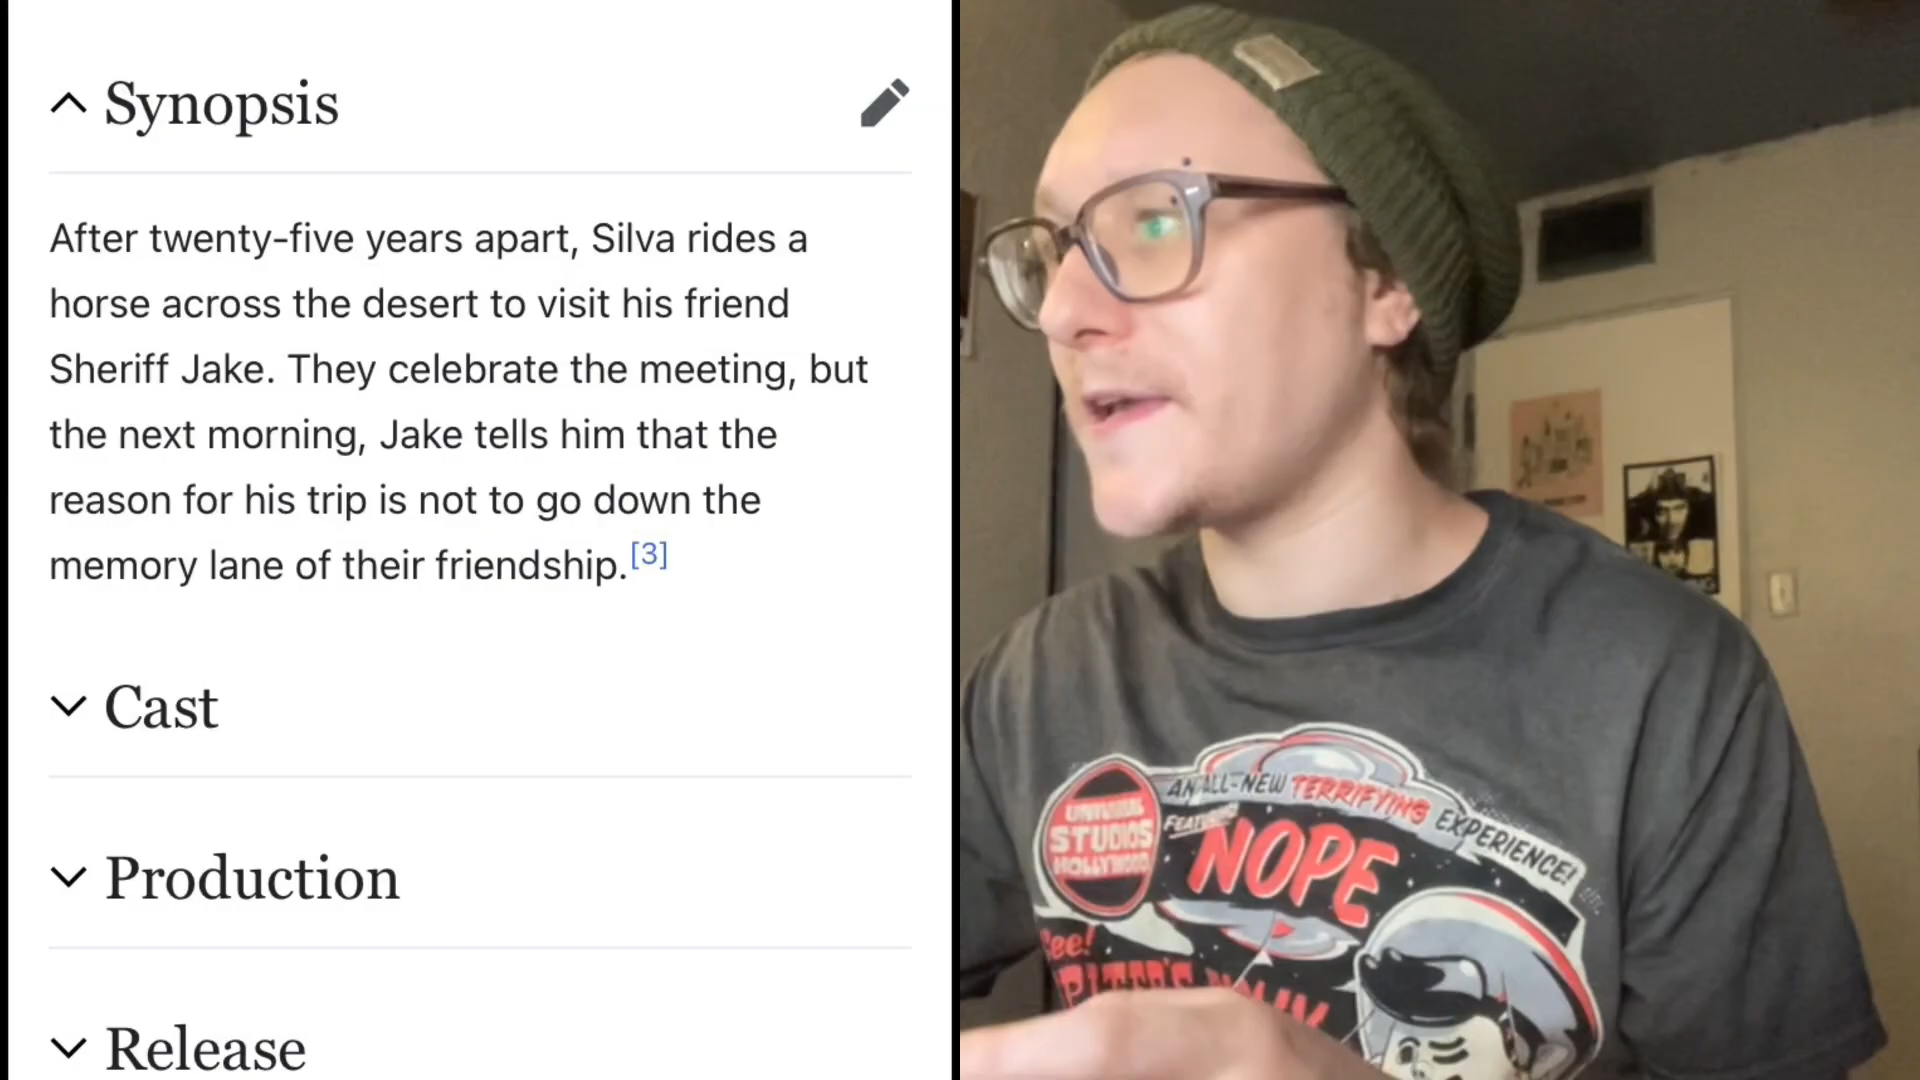 Synopsis
After twenty-five years apart, Silva rides a
horse across the desert to visit his friend
Sheriff Jake. They celebrate the meeting, but
the next morning, Jake tells him that the
reason for his trip is not to go down the
memory lane of their friendship.[3]
Cast
Production
Release
AN ALL-NEW TERRIFYING EXPERIENCE!
UNIVERSAL
STUDIOS
HOLLYWOOD
NOPE
See!